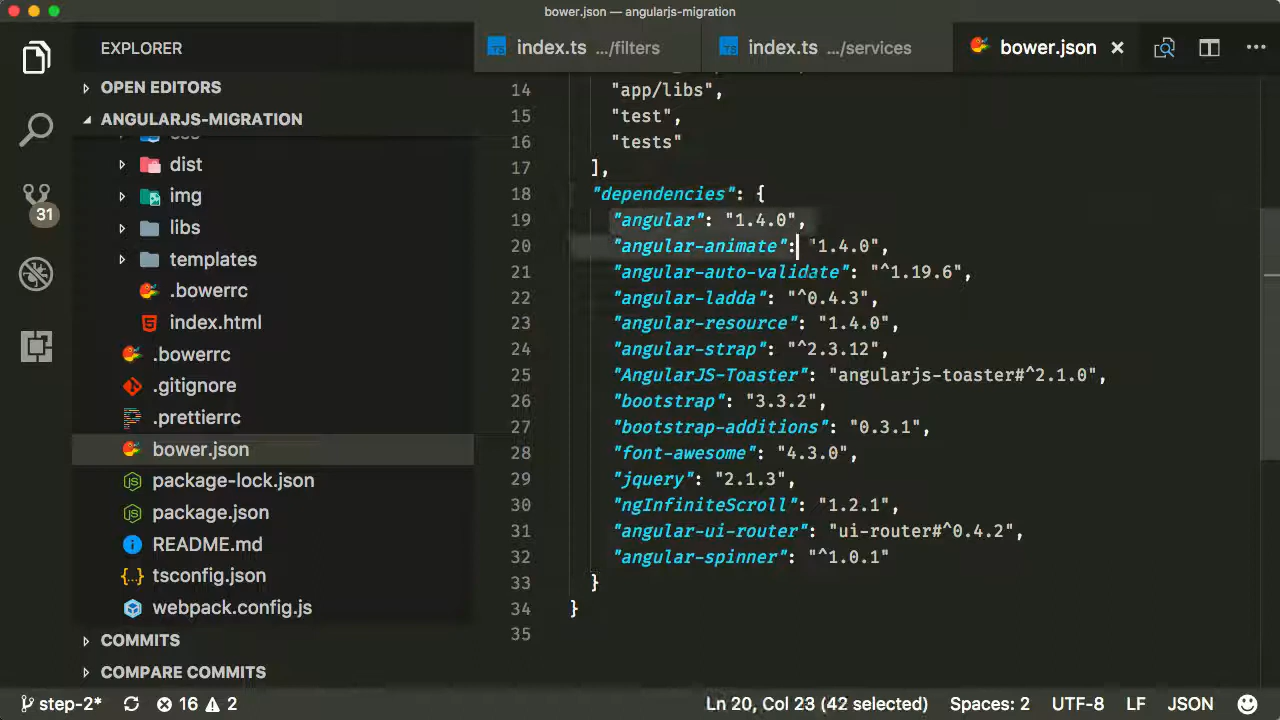 bower.json — angularjs-migration
EXPLORER
index.ts .../filters
index.ts .../services
bower.json
OPEN EDITORS
ANGULARJS-MIGRATION
dist
img
libs
templates
.bowerrc
index.html
.bowerrc
.gitignore
.prettierrc
bower.json
package-lock.json
package.json
README.md
tsconfig.json
webpack.config.js
COMMITS
COMPARE COMMITS
31
14 "app/libs",
15 "test",
16 "tests"
17 ],
18 "dependencies": {
19 "angular": "1.4.0",
20 "angular-animate": "1.4.0",
21 "angular-auto-validate": "^1.19.6",
22 "angular-ladda": "^0.4.3",
23 "angular-resource": "1.4.0",
24 "angular-strap": "^2.3.12",
25 "AngularJS-Toaster": "angularjs-toaster#^2.1.0",
26 "bootstrap": "3.3.2",
27 "bootstrap-additions": "0.3.1",
28 "font-awesome": "4.3.0",
29 "jquery": "2.1.3",
30 "ngInfiniteScroll": "1.2.1",
31 "angular-ui-router": "ui-router#^0.4.2",
32 "angular-spinner": "^1.0.1"
33 }
34 }
35
step-2* 16 2 Ln 20, Col 23 (42 selected) Spaces: 2 UTF-8 LF JSON